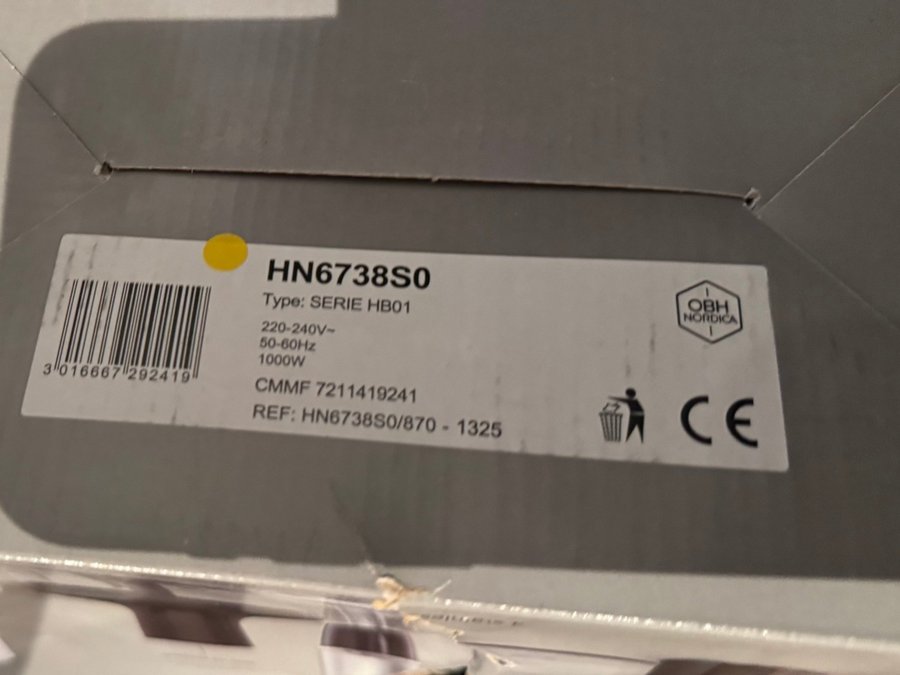 HN6738S0
Type: SERIE HB01
220-240V~
50-60Hz
1000W
CMMF 7211419241
REF: HN6738S0/870 - 1325
3 016667 292419
OBH
NORDICA
CE